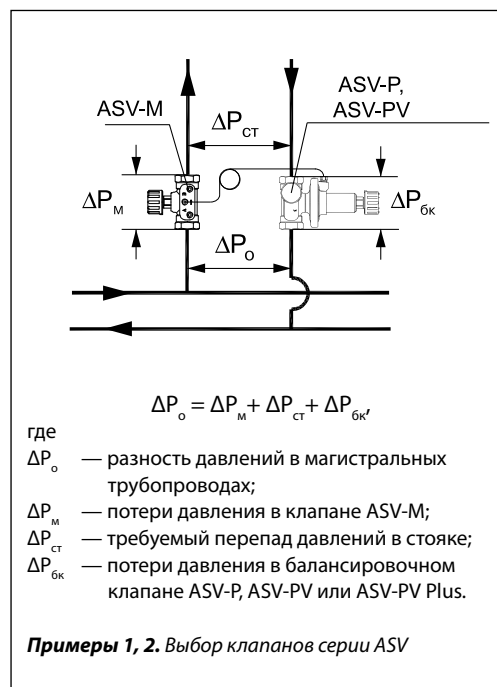 ASV-P,
ASV-M
ASV-PV
ΔPст
ΔPм
ΔPбк
ΔPо
ΔPо = ΔPм + ΔPст + ΔPбк,
где
ΔPо — разность давлений в магистральных
трубопроводах;
ΔPм — потери давления в клапане ASV-M;
ΔPст — требуемый перепад давлений в стояке;
ΔPбк — потери давления в балансировочном
клапане ASV-P, ASV-PV или ASV-PV Plus.
Примеры 1, 2. Выбор клапанов серии ASV